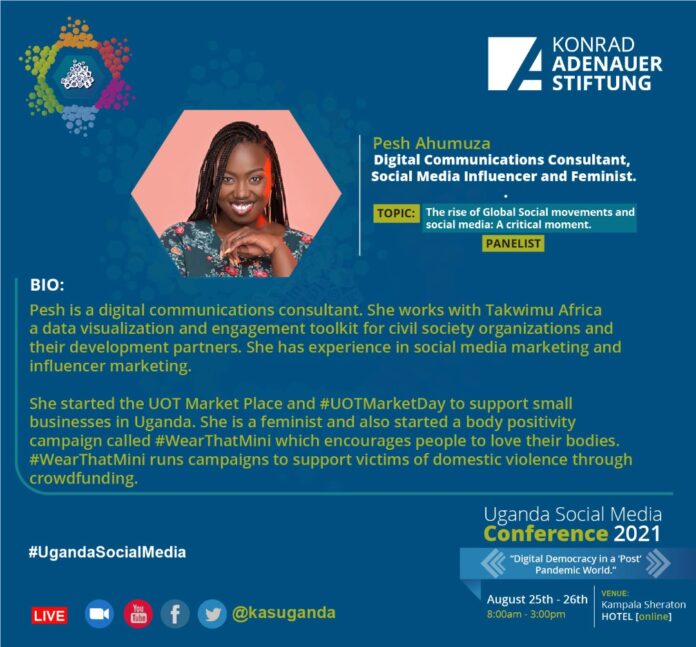 KONRAD
ADENAUER
STIFTUNG
Pesh Ahumuza
Digital Communications Consultant,
Social Media Influencer and Feminist.
.
TOPIC: The rise of Global Social movements and
social media: A critical moment.
PANELIST
BIO:
Pesh is a digital communications consultant. She works with Takwimu Africa
a data visualization and engagement toolkit for civil society organizations and
their development partners. She has experience in social media marketing and
influencer marketing.
She started the UOT Market Place and #UOTMarketDay to support small
businesses in Uganda. She is a feminist and also started a body positivity
campaign called #WearThatMini which encourages people to love their bodies.
#WearThatMini runs campaigns to support victims of domestic violence through
crowdfunding.
Uganda Social Media
Conference 2021
"Digital Democracy in a 'Post'
Pandemic World."
August 25th - 26th
8:00am - 3:00pm
VENUE:
Kampala Sheraton
HOTEL [online]
#UgandaSocialMedia
LIVE
You
Tube
@kasuganda